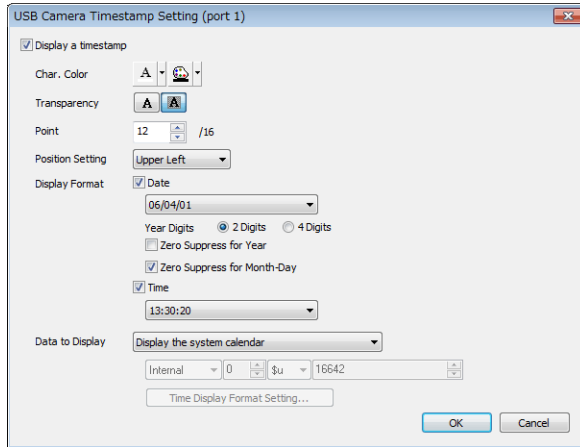 USB Camera Timestamp Setting (port 1)
Display a timestamp
Char. Color A
Transparency A A
Point 12 /16
Position Setting Upper Left
Display Format Date
06/04/01
Year Digits 2 Digits 4 Digits
Zero Suppress for Year
Zero Suppress for Month-Day
Time
13:30:20
Data to Display Display the system calendar
Internal 0 $u 16642
Time Display Format Setting...
OK Cancel